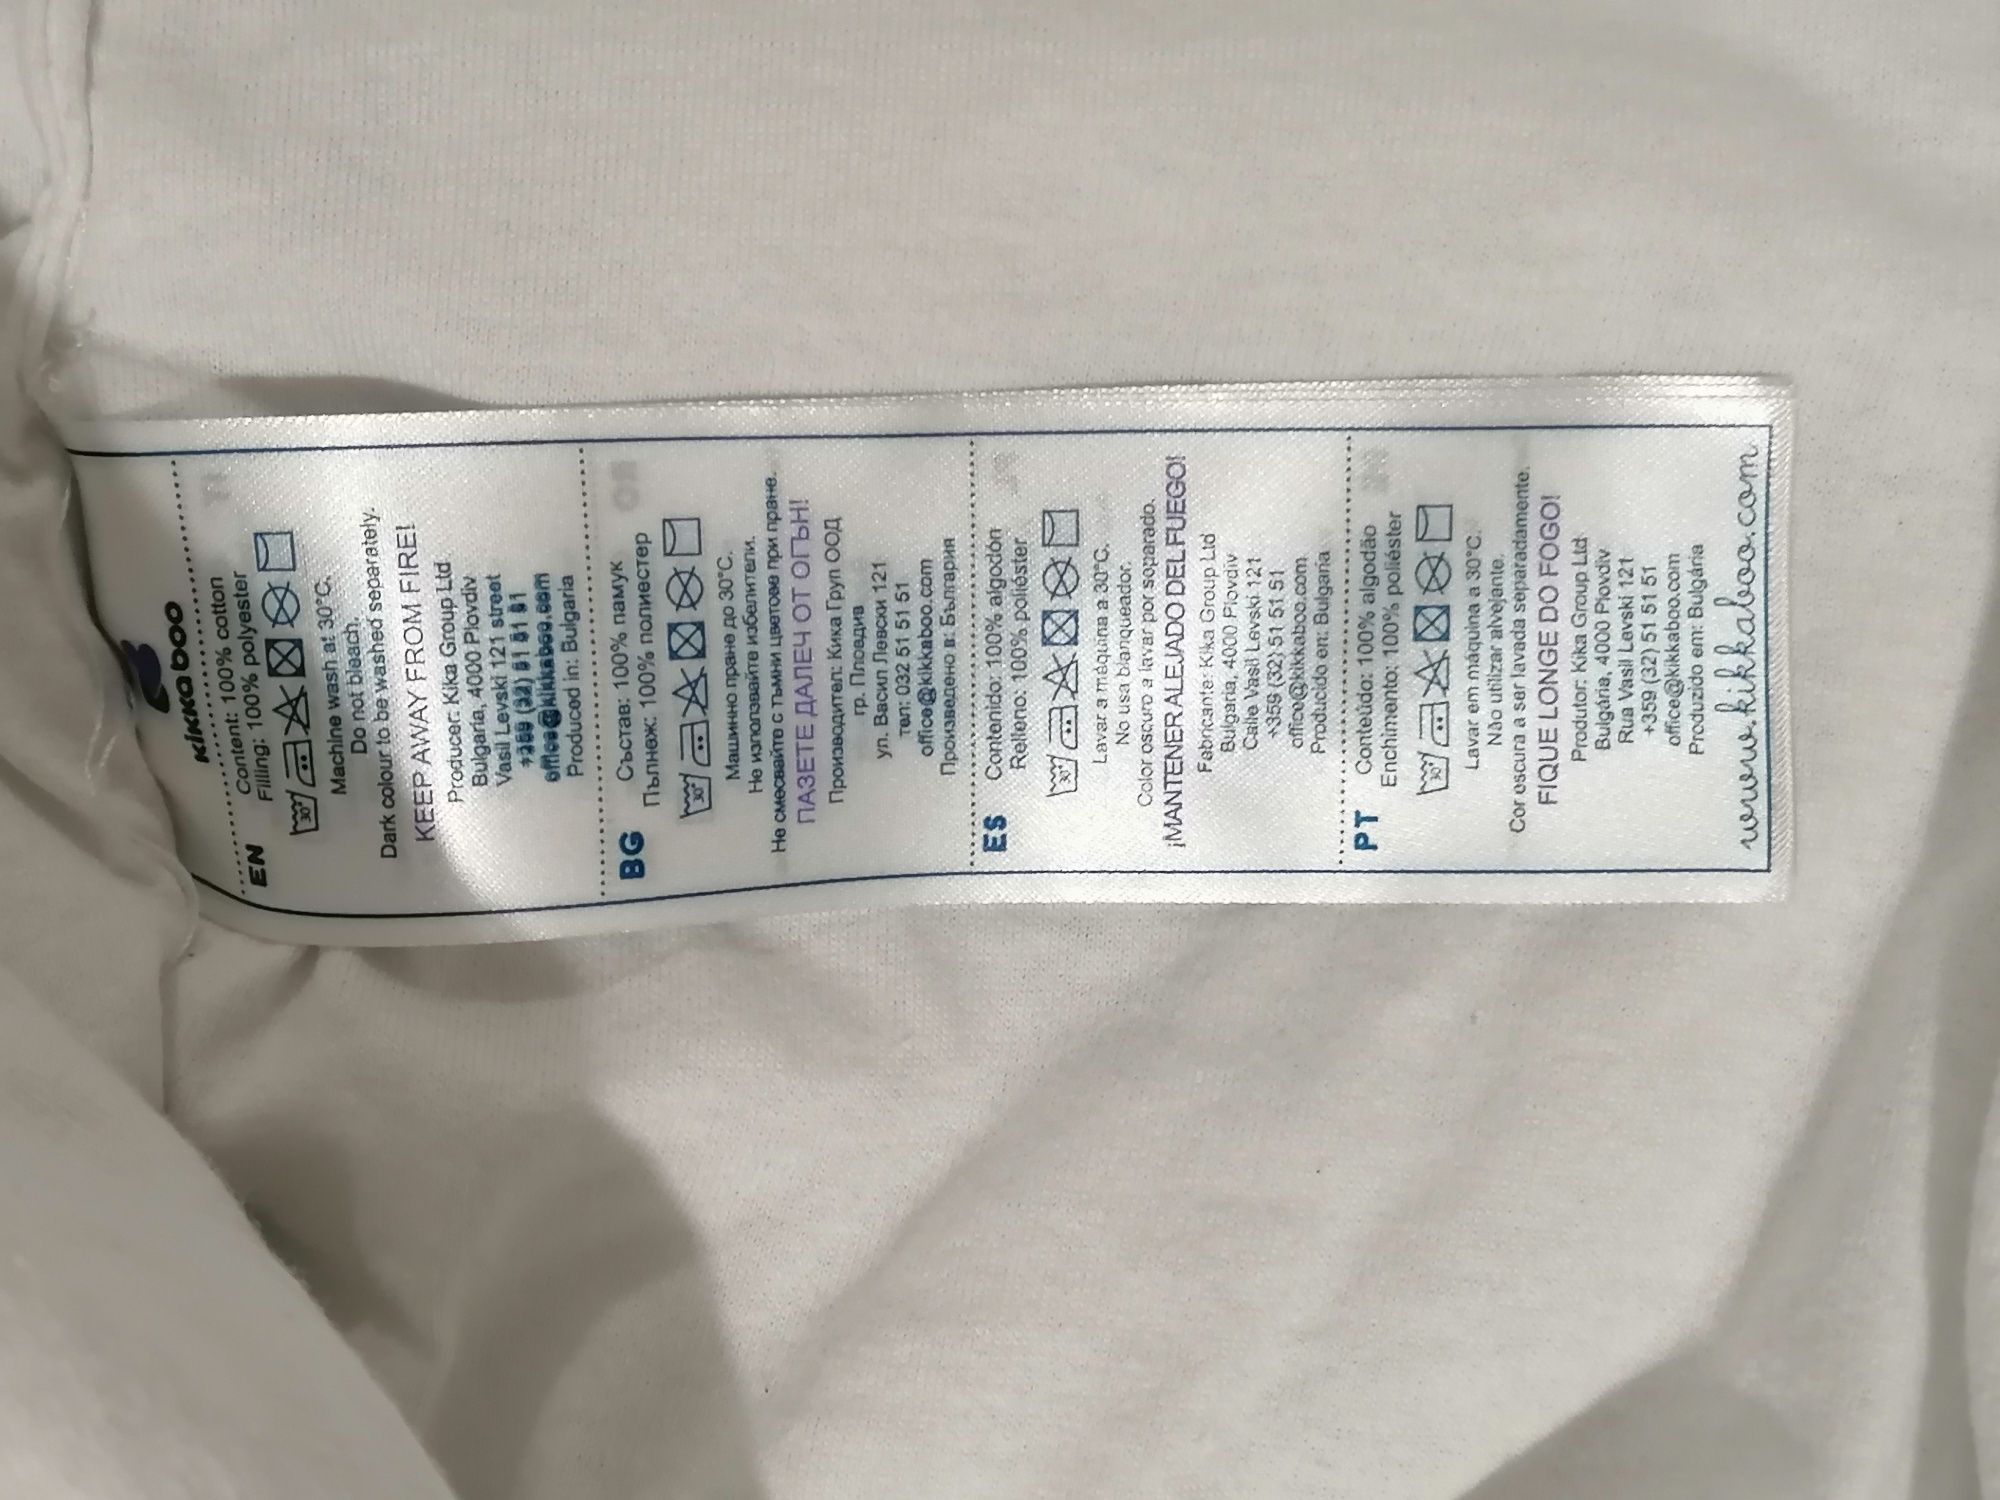 kikkaboo
EN
Content: 100% cotton
Filling: 100% polyester
30°
Machine wash at 30°C.
Do not bleach.
Dark colour to be washed separately.
KEEP AWAY FROM FIRE!
Producer: Kika Group Ltd
Bulgaria, 4000 Plovdiv
Vasil Levski 121 street
+359 (32) 51 51 51
office@kikkaboo.com
Produced in: Bulgaria
BG
Състав: 100% памук
Пълнеж: 100% полиестер
30°
Машинно пране до 30°C.
Не използвайте избелители.
Не смесвайте с тъмни цветове при пране.
ПАЗЕТЕ ДАЛЕЧ ОТ ОГЪН!
Производител: Кика Груп ООД
гр. Пловдив
ул. Васил Левски 121
тел: 032 51 51 51
office@kikkaboo.com
Произведено в: България
ES
Contenido: 100% algodón
Relleno: 100% poliéster
30°
Lavar a máquina a 30°C.
No usa blanqueador.
Color oscuro a lavar por separado.
¡MANTENER ALEJADO DEL FUEGO!
Fabricante: Kika Group Ltd
Bulgaria, 4000 Plovdiv
Calle Vasil Levski 121
+359 (32) 51 51 51
office@kikkaboo.com
Producido en: Bulgaria
PT
Conteúdo: 100% algodão
Enchimento: 100% poliéster
30°
Lavar em máquina a 30°C.
Não utilizar alvejante.
Cor escura a ser lavada separadamente.
FIQUE LONGE DO FOGO!
Produtor: Kika Group Ltd
Bulgária, 4000 Plovdiv
Rua Vasil Levski 121
+359 (32) 51 51 51
office@kikkaboo.com
Produzido em: Bulgária
www.kikkaboo.com